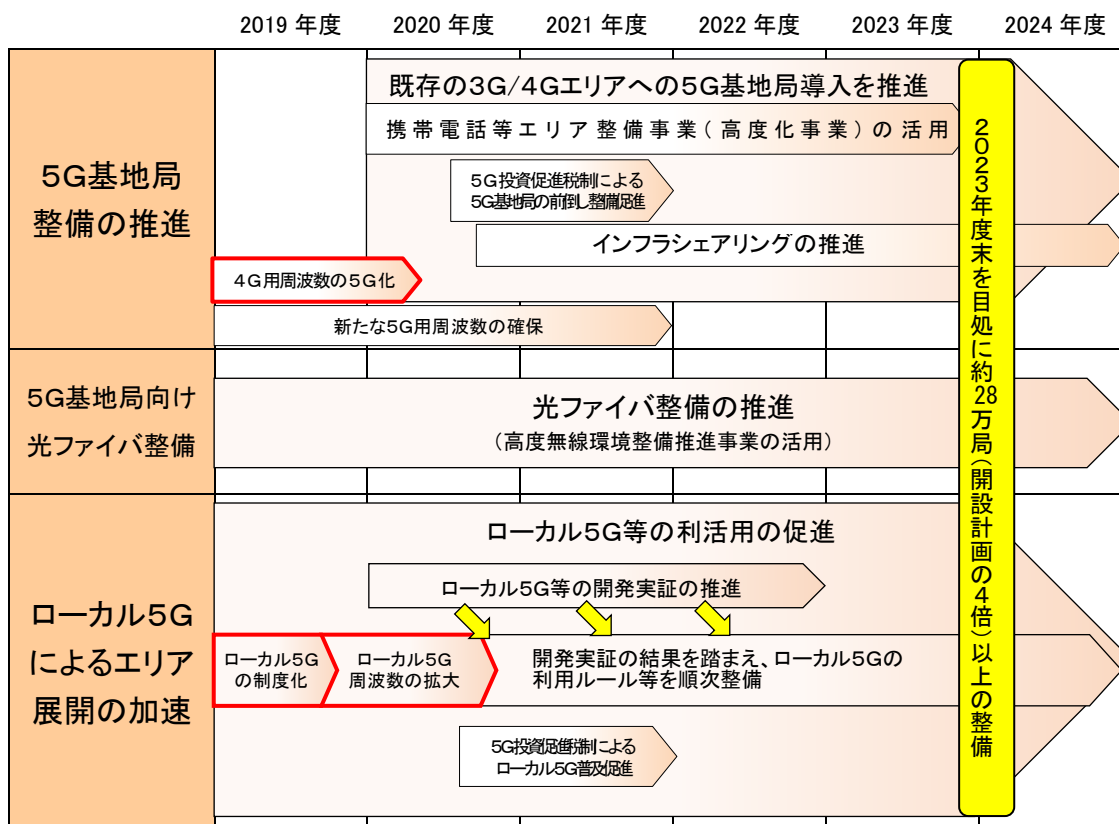 2019 年度
2020 年度
2021 年度
2022 年度
2023 年度
2024 年度
5G基地局
整備の推進
既存の3G/4Gエリアへの5G基地局導入を推進
携帯電話等エリア整備事業(高度化事業)の活用
5G投資促進税制による
5G基地局の前倒し整備促進
インフラシェアリングの推進
4G用周波数の5G化
新たな5G用周波数の確保
5G基地局向け
光ファイバ整備
光ファイバ整備の推進
(高度無線環境整備推進事業の活用)
ローカル5G
によるエリア
展開の加速
ローカル5G等の利活用の促進
ローカル5G等の開発実証の推進
ローカル5G
の制度化
ローカル5G
周波数の拡大
開発実証の結果を踏まえ、ローカル5Gの
利用ルール等を順次整備
5G投資促進税制による
ローカル5G普及促進
2023年度末を目処に約28万局(開設計画の4倍)以上の整備